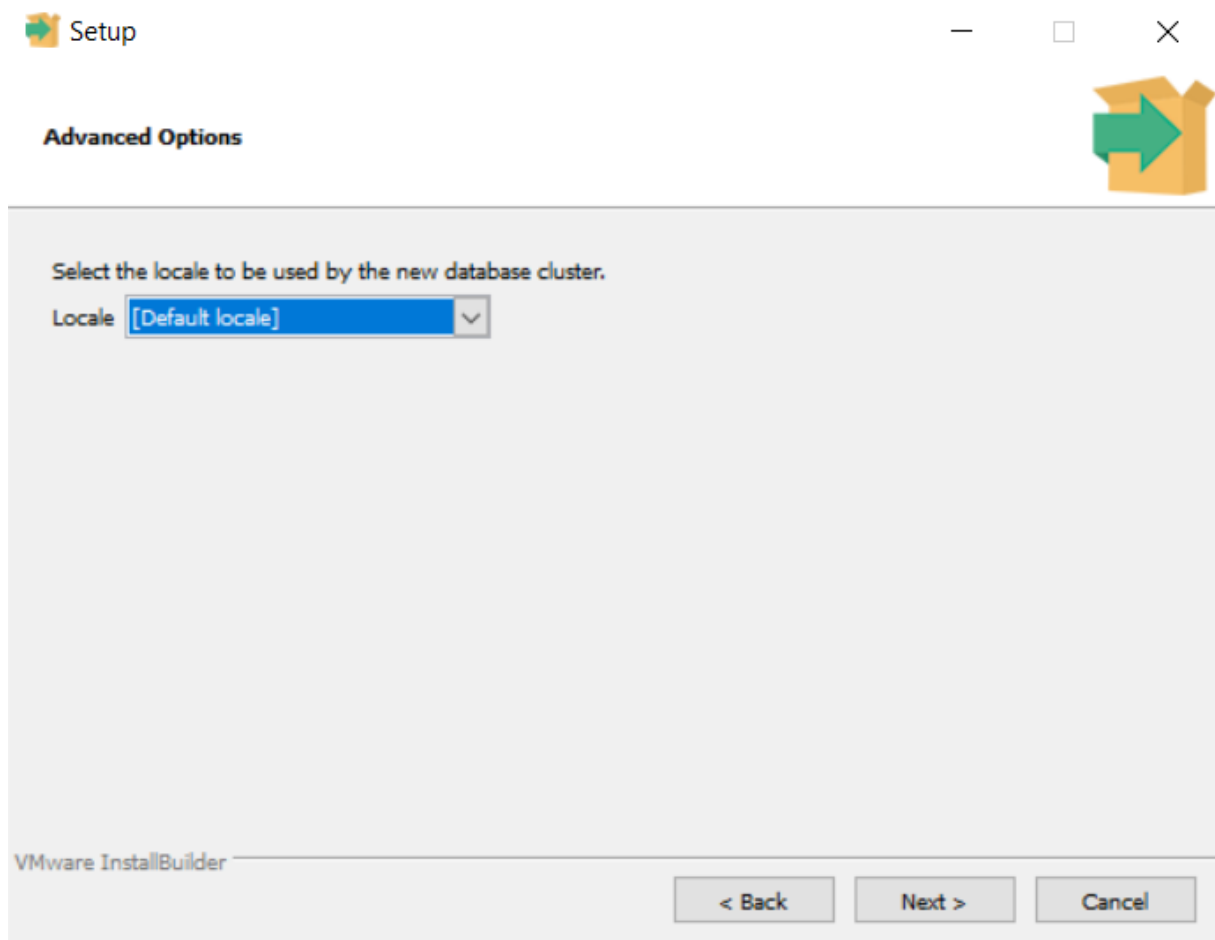 Setup
Advanced Options
Select the locale to be used by the new database cluster.
Locale [Default locale]
VMware InstallBuilder
< Back Next > Cancel